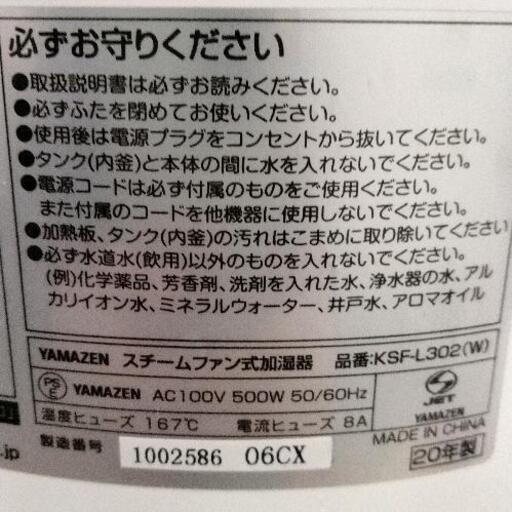 必ずお守りください
●取扱説明書は必ずお読みください。
●必ずふたを閉めてお使いください。
●使用後は電源プラグをコンセントから抜いてください。
●タンク(内釜)と本体の間に水を入れないでください。
●電源コードは必ず付属のものをご使用ください。
また付属のコードを他機器に使用しないでください。
●加熱板、タンク(内釜)の汚れはこまめに取り除いてください
●必ず水道水(飲用)以外のものを入れないでください。
(例)化学薬品、芳香剤、洗剤を入れた水、浄水器の水、アル
カリイオン水、ミネラルウォーター、井戸水、アロマオイル
YAMAZEN スチームファン式加湿器 品番:KSF-L302(W)
PSE YAMAZEN AC100V 500W 50/60Hz
JET
YAMAZEN
温度ヒューズ 167℃ 電流ヒューズ 8A
MADE IN CHINA
.jp
製造番号 1002586 06CX
20年製